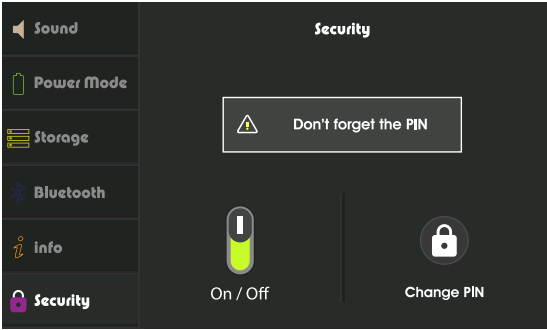 Sound
Power Mode
Storage
Bluetooth
info
Security
Security
Don't forget the PIN
On / Off
Change PIN